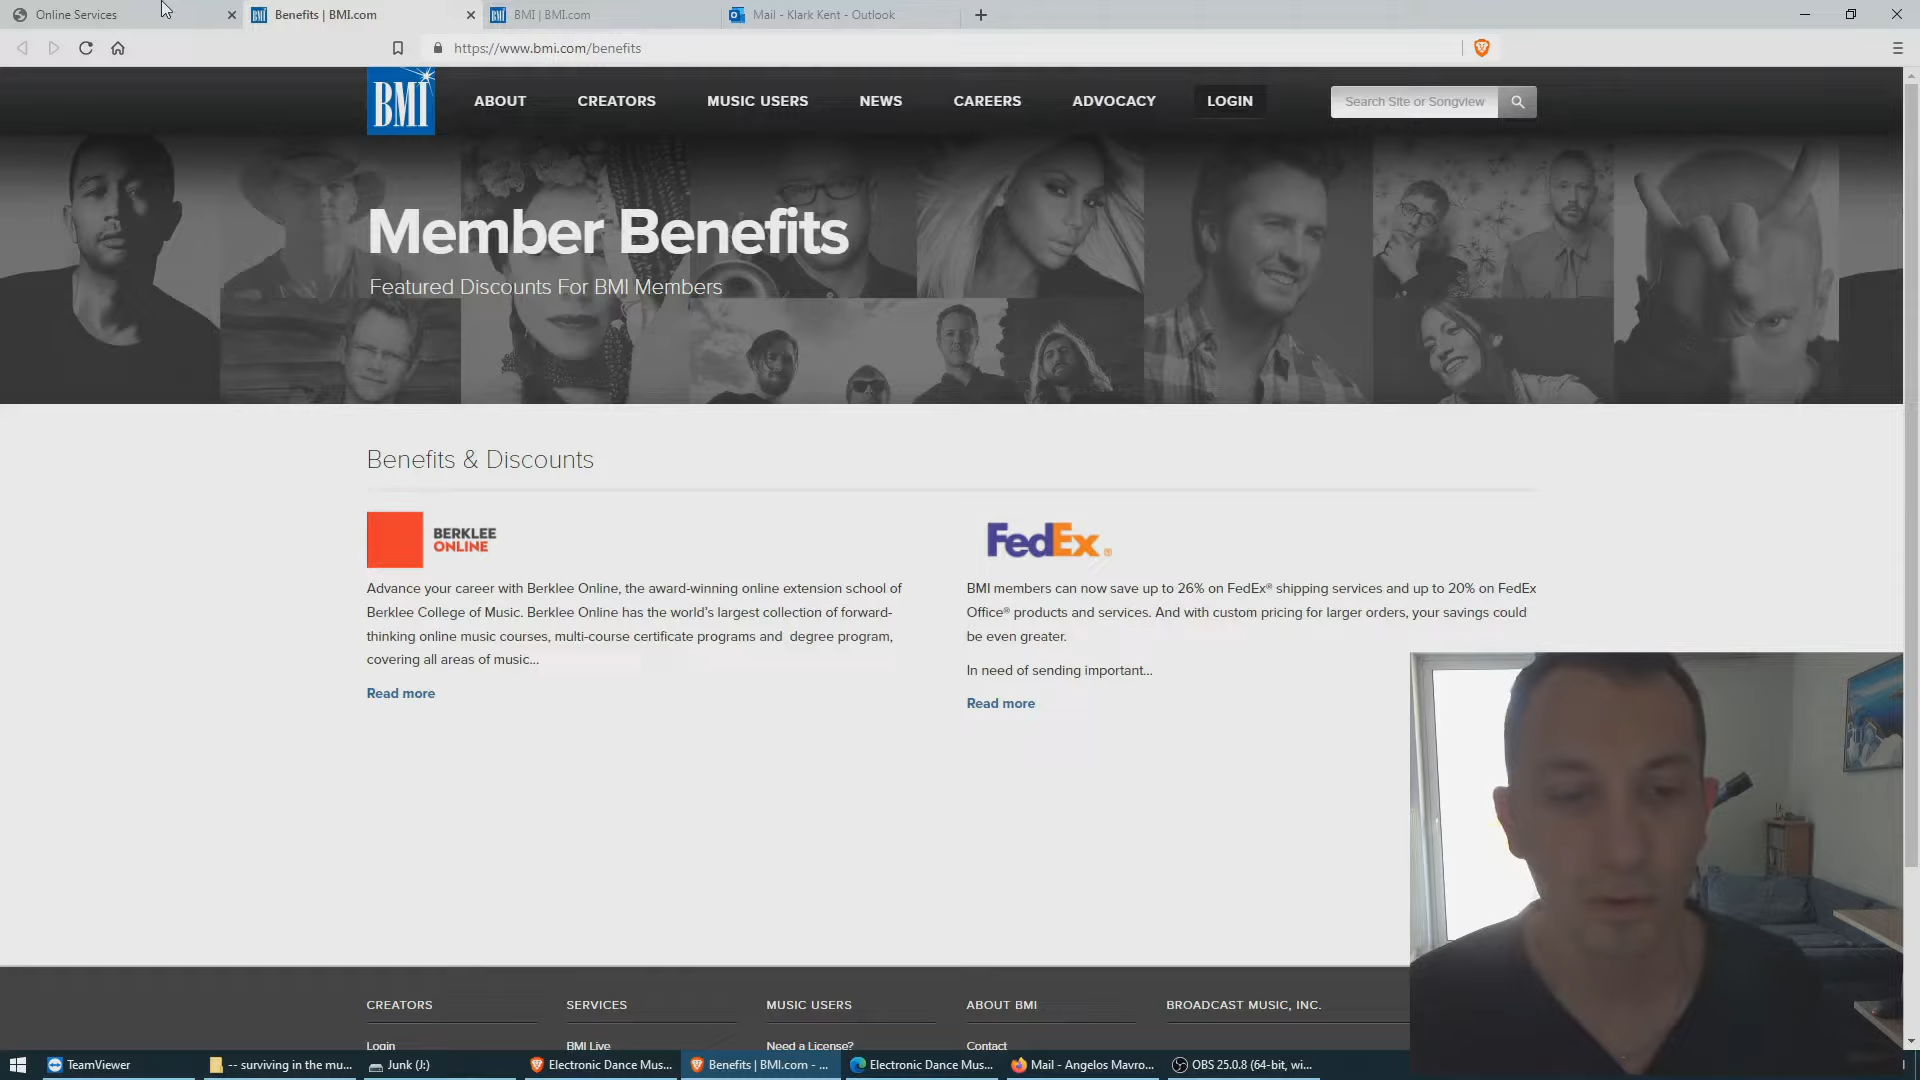 Online Services
Benefits | BMI.com
BMI | BMI.com
Mail - Klark Kent - Outlook
https://www.bmi.com/benefits
BMI
ABOUT
CREATORS
MUSIC USERS
NEWS
CAREERS
ADVOCACY
LOGIN
Search Site or Songview
Member Benefits
Featured Discounts For BMI Members
Benefits & Discounts
BERKLEE
ONLINE
Advance your career with Berklee Online, the award-winning online extension school of
Berklee College of Music. Berklee Online has the world's largest collection of forward-
thinking online music courses, multi-course certificate programs and degree program,
covering all areas of music...
Read more
FedEx®
BMI members can now save up to 26% on FedEx® shipping services and up to 20% on FedEx
Office® products and services. And with custom pricing for larger orders, your savings could
be even greater.
In need of sending important...
Read more
CREATORS
SERVICES
MUSIC USERS
ABOUT BMI
BROADCAST MUSIC, INC.
Login
BMI Live
Need a License?
Contact
TeamViewer
-- surviving in the mu...
Junk (J:)
Electronic Dance Mus...
Benefits | BMI.com - ...
Electronic Dance Mus...
Mail - Angelos Mavro...
OBS 25.0.8 (64-bit, wi...